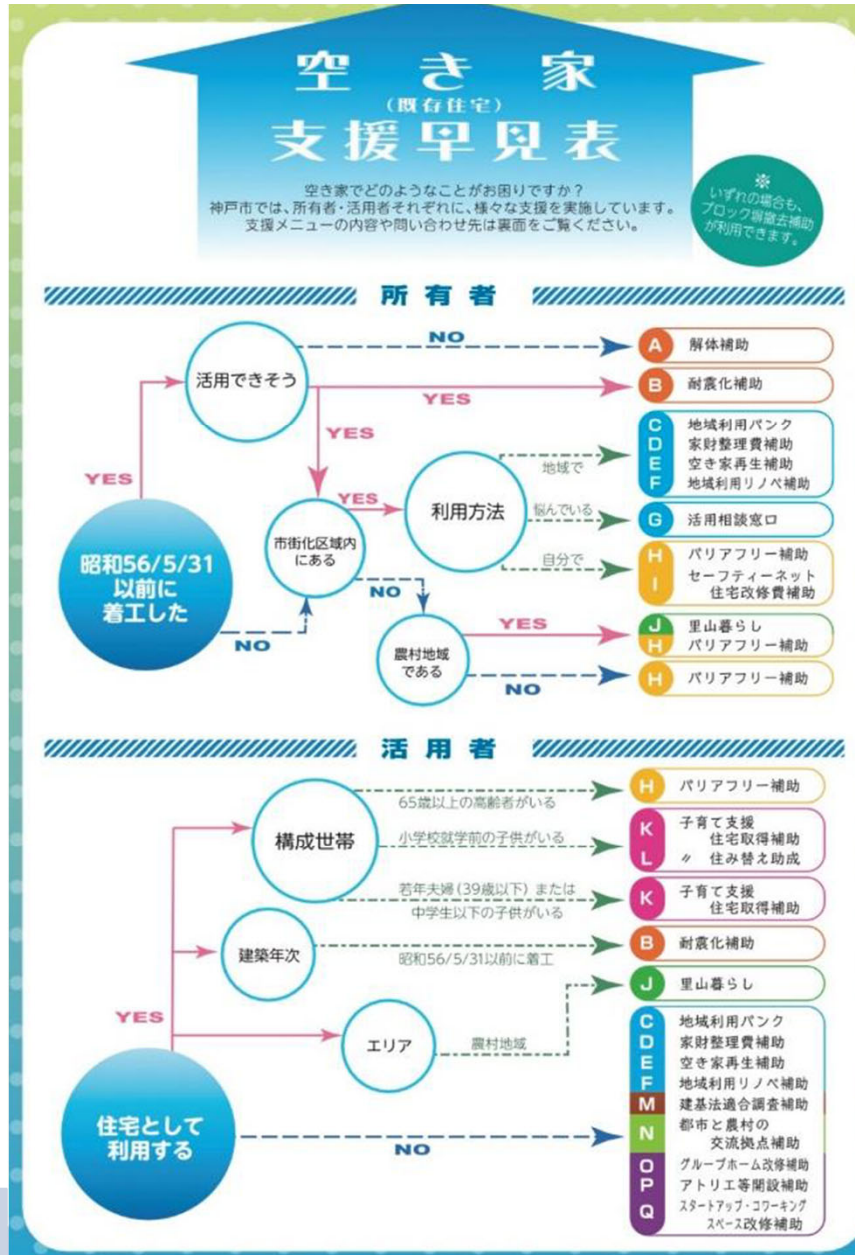 空き家
(既存住宅)
支援早見表
空き家でどのようなことがお困りですか？
神戸市では、所有者・活用者それぞれに、様々な支援を実施しています。
支援メニューの内容や問い合わせ先は裏面をご覧ください。
※
いずれの場合も、
ブロック塀撤去補助
が利用できます。
所有者
NO
A 解体補助
活用できそう
B 耐震化補助
YES
YES
C 地域利用バンク
D 家財整理費補助
E 空き家再生補助
F 地域利用リノベ補助
地域で
YES
YES
利用方法
悩んでいる
G 活用相談窓口
市街化区域内
にある
自分で
H バリアフリー補助
I セーフティーネット
住宅改修費補助
昭和56/5/31
以前に
着工した
NO
NO
YES
J 里山暮らし
H バリアフリー補助
農村地域
である
NO
H バリアフリー補助
活用者
H バリアフリー補助
65歳以上の高齢者がいる
構成世帯
小学校就学前の子供がいる
K 子育て支援
住宅取得補助
L 〃 住み替え助成
若年夫婦(39歳以下)または
中学生以下の子供がいる
K 子育て支援
住宅取得補助
建築年次
昭和56/5/31以前に着工
B 耐震化補助
J 里山暮らし
YES
エリア
農村地域
C 地域利用バンク
D 家財整理費補助
E 空き家再生補助
F 地域利用リノベ補助
M 建基法適合調査補助
N 都市と農村の
交流拠点補助
O グループホーム改修補助
P アトリエ等開設補助
Q スタートアップ・コワーキング
スペース改修補助
住宅として
利用する
NO